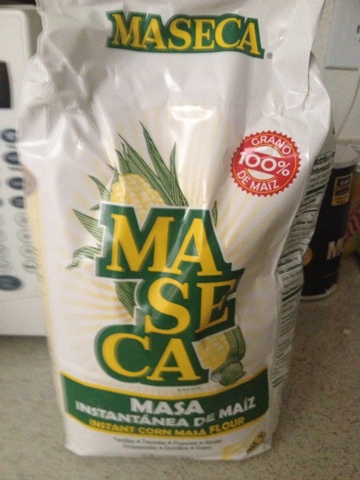 MASECA
GRANO
100%
DE MAÍZ
MA
SE
CA
MASA
INSTANTÁNEA DE MAÍZ
INSTANT CORN MASA FLOUR